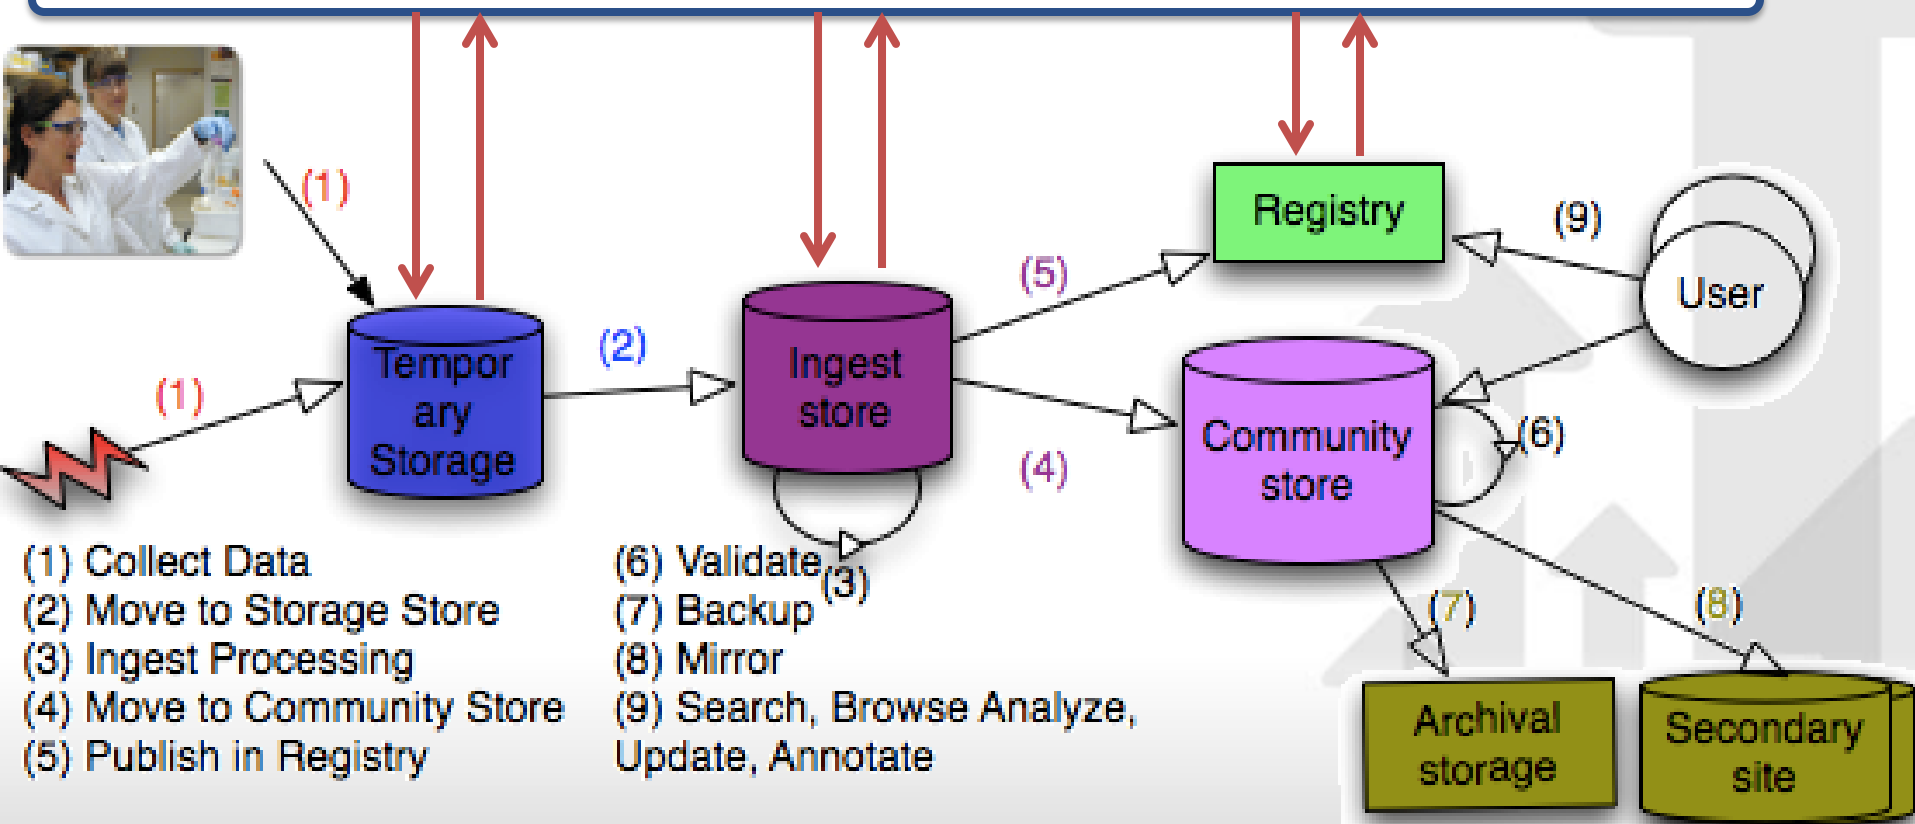 (1)
Registry
(9)
(5)
User
(2)
Tempor
ary
Storage
Ingest
store
(1)
Community
store
(6)
(4)
(3)
(7)
(8)
(1) Collect Data
(2) Move to Storage Store
(3) Ingest Processing
(4) Move to Community Store
(5) Publish in Registry
(6) Validate
(7) Backup
(8) Mirror
(9) Search, Browse Analyze,
Update, Annotate
Archival
storage
Secondary
site